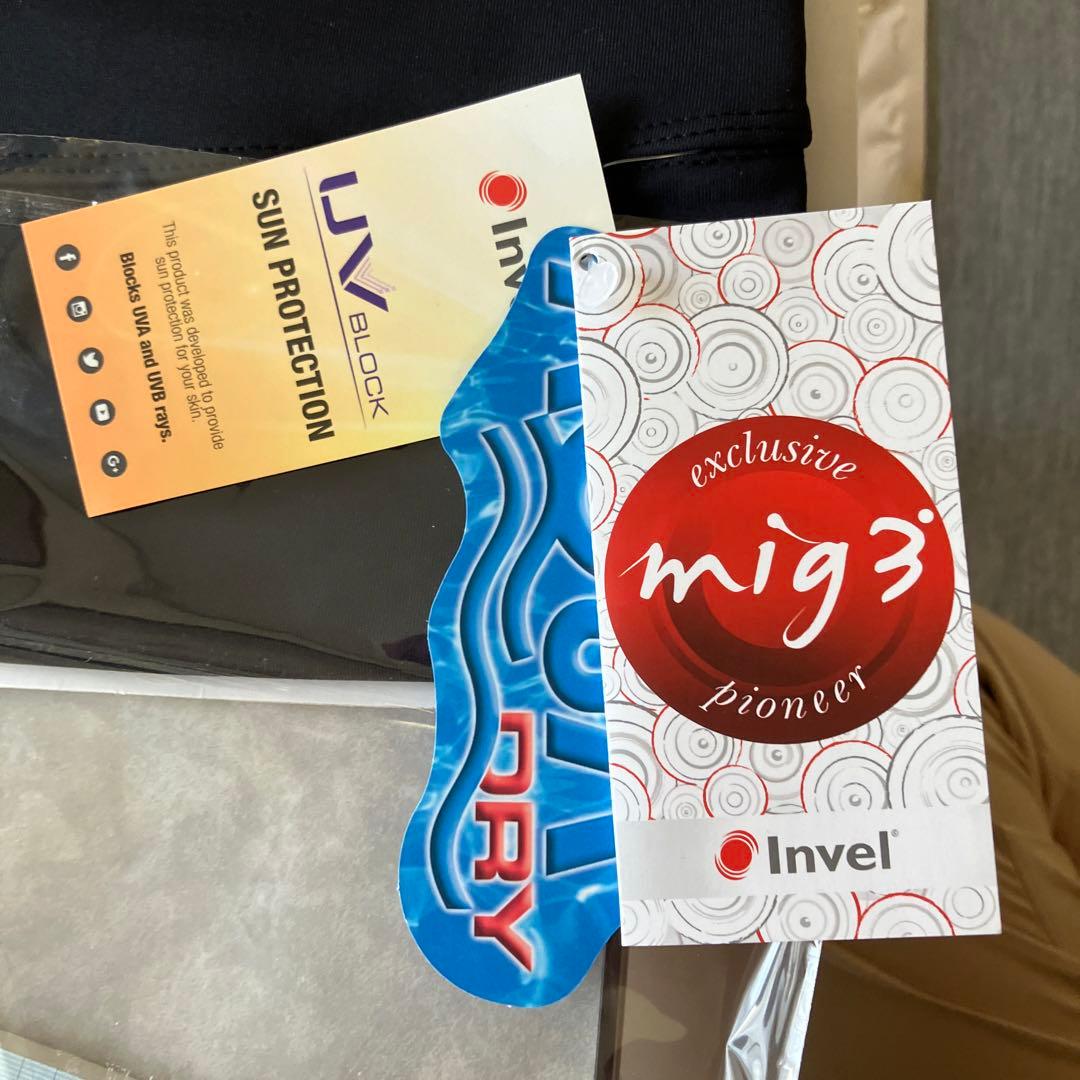 Inve
UV BLOCK
SUN PROTECTION
This product was developed to provide
sun protection for your skin.
Blocks UVA and UVB rays.
f
G+
DRY
exclusive
mig3
pioneer
Invel®